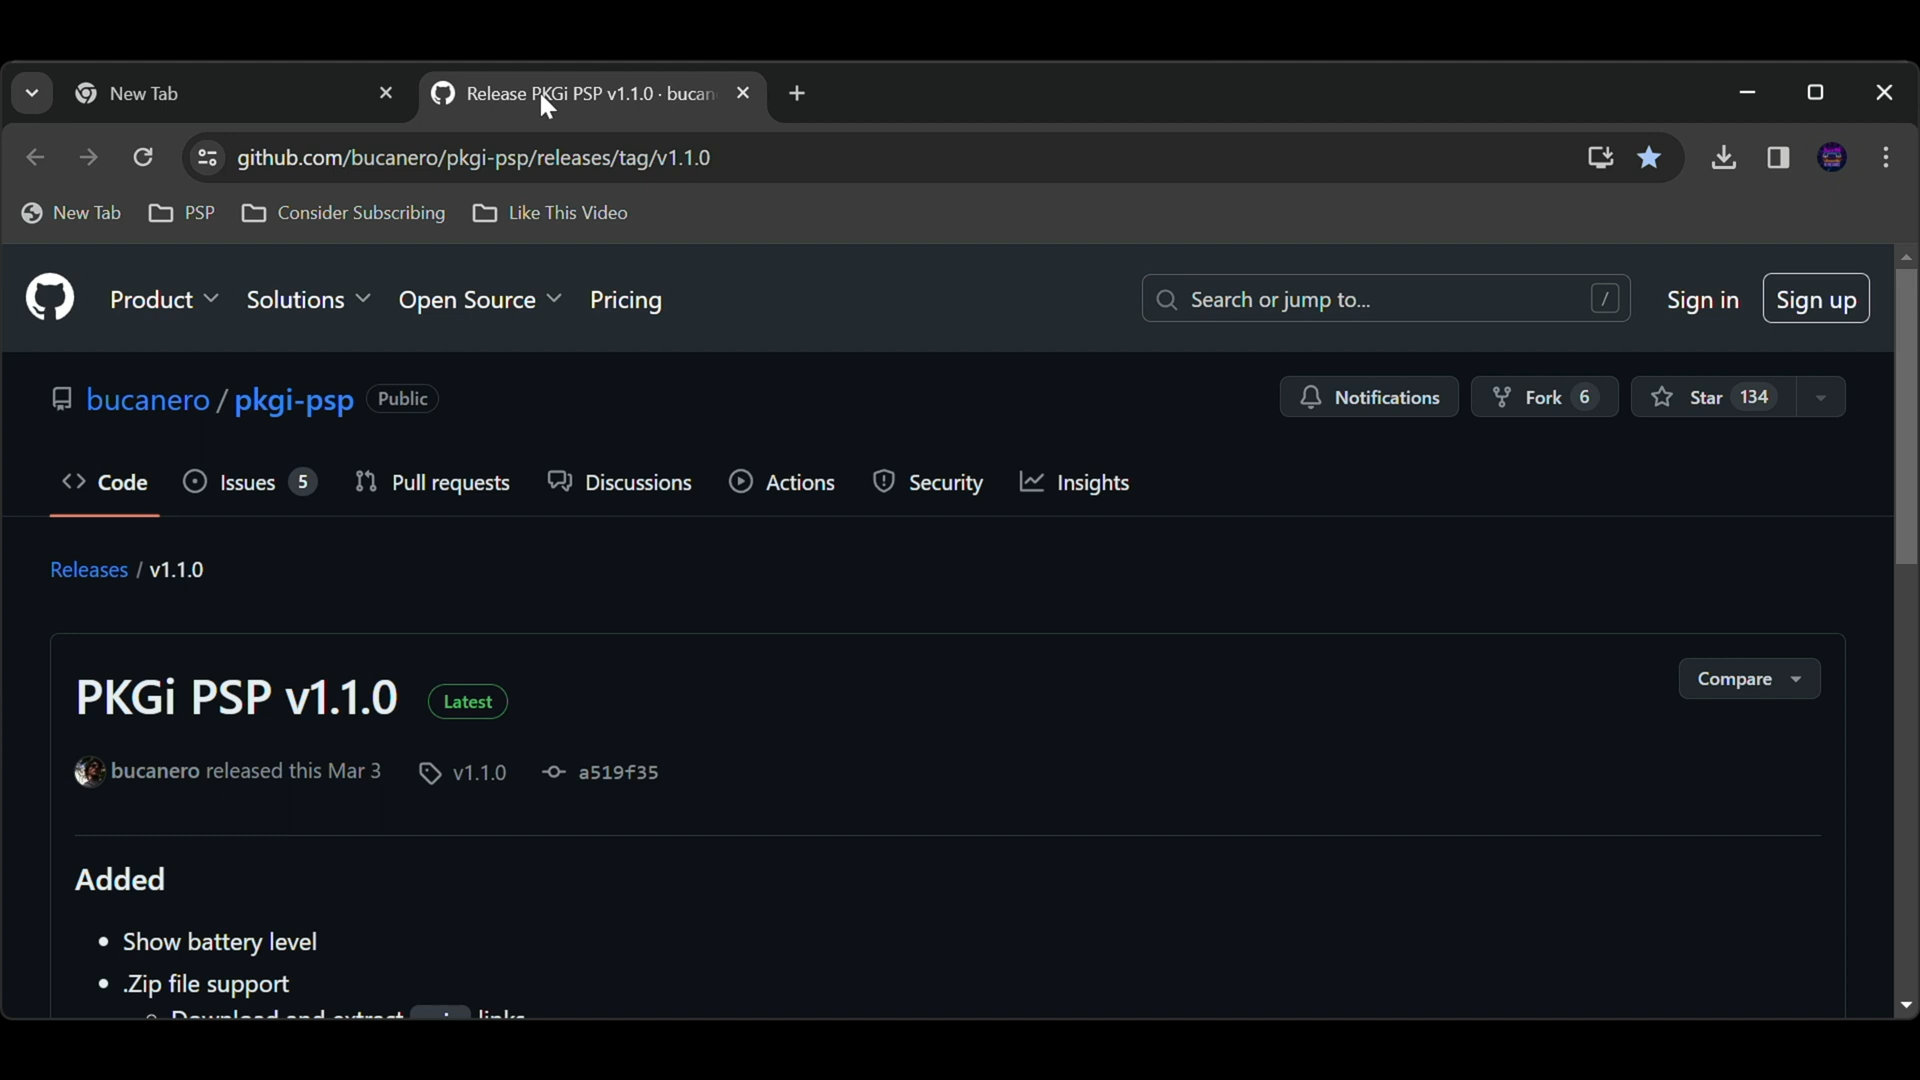 New Tab
Release PKGi PSP v1.1.0 · bucan
github.com/bucanero/pkgi-psp/releases/tag/v1.1.0
New Tab PSP Consider Subscribing Like This Video
Product Solutions Open Source Pricing Search or jump to... / Sign in Sign up
bucanero / pkgi-psp Public Notifications Fork 6 Star 134
Code Issues 5 Pull requests Discussions Actions Security Insights
Releases / v1.1.0
PKGi PSP v1.1.0 Latest Compare
bucanero released this Mar 3 v1.1.0 a519f35
Added
• Show battery level
• .Zip file support
Download and extract links